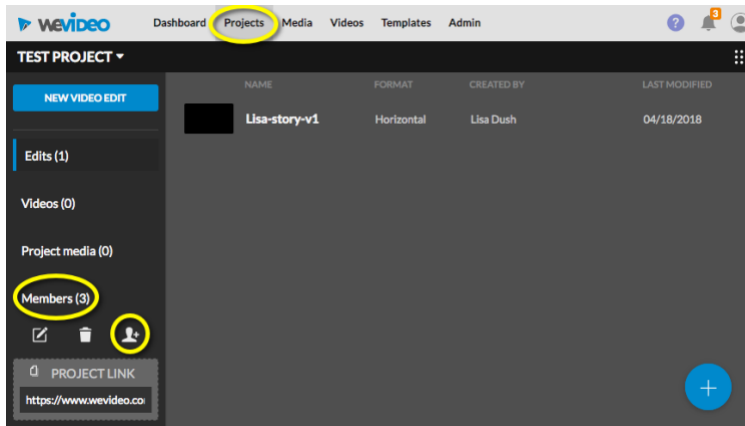 WeVideo Dashboard Projects Media Videos Templates Admin ? 3
TEST PROJECT
NAME FORMAT CREATED BY LAST MODIFIED
NEW VIDEO EDIT
Lisa-story-v1 Horizontal Lisa Dush 04/18/2018
Edits (1)
Videos (0)
Project media (0)
Members (3)
PROJECT LINK
https://www.wevideo.co